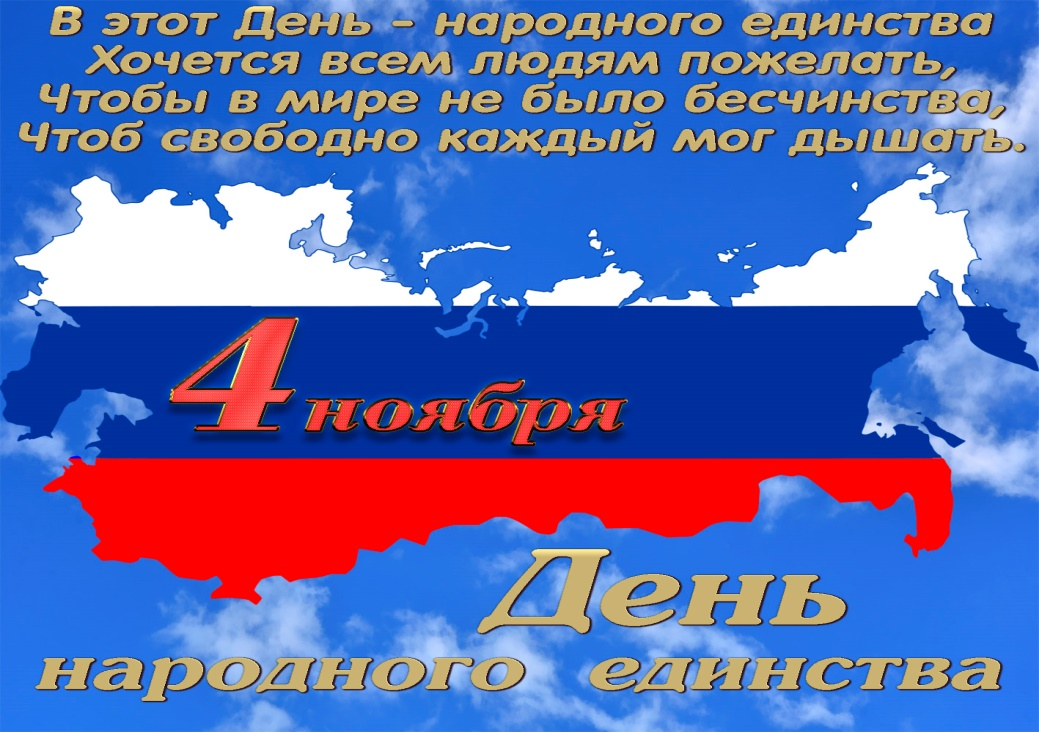 В этот День - народного единства
Хочется всем людям пожелать,
Чтобы в мире не было бесчинства,
Чтоб свободно каждый мог дышать.
4 ноября
День
народного единства